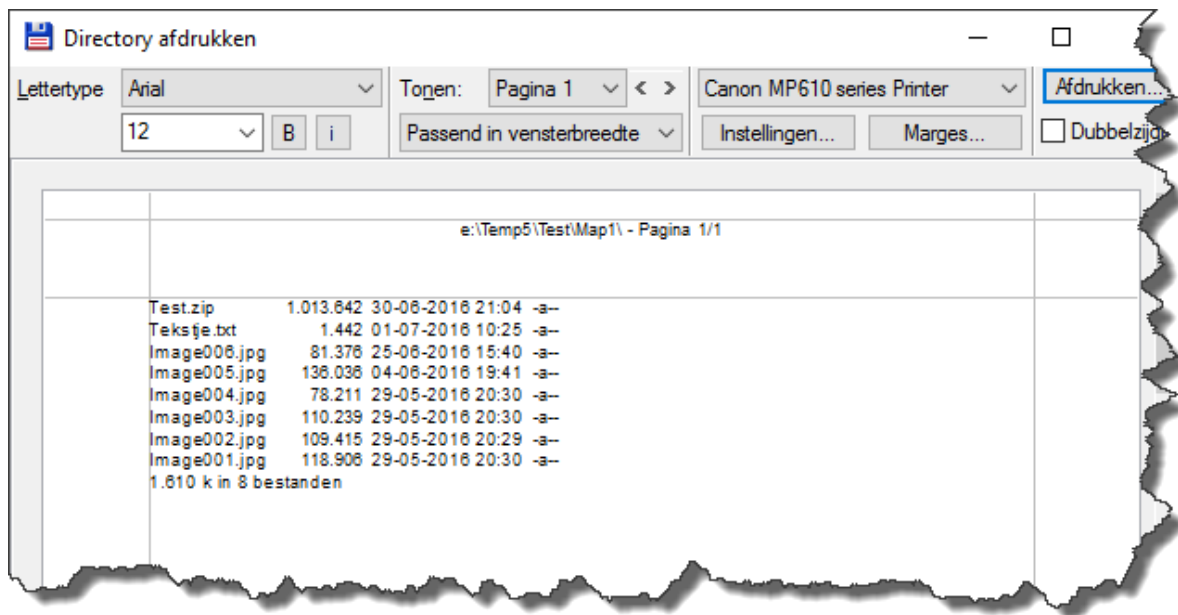 Directory afdrukken
Lettertype Arial Tonen: Pagina 1 < > Canon MP610 series Printer Afdrukken...
12 B i Passend in vensterbreedte Instellingen... Marges...
e:\Temp5\Test\Map1\ - Pagina 1/1
Test.zip 1.013.642 30-06-2016 21:04 -a--
Tekstje.txt 1.442 01-07-2016 10:25 -a--
Image006.jpg 81.376 25-06-2016 15:40 -a--
Image005.jpg 136.036 04-06-2016 19:41 -a--
Image004.jpg 78.211 29-05-2016 20:30 -a--
Image003.jpg 110.239 29-05-2016 20:30 -a--
Image002.jpg 109.415 29-05-2016 20:29 -a--
Image001.jpg 118.906 29-05-2016 20:30 -a--
1.610 k in 8 bestanden